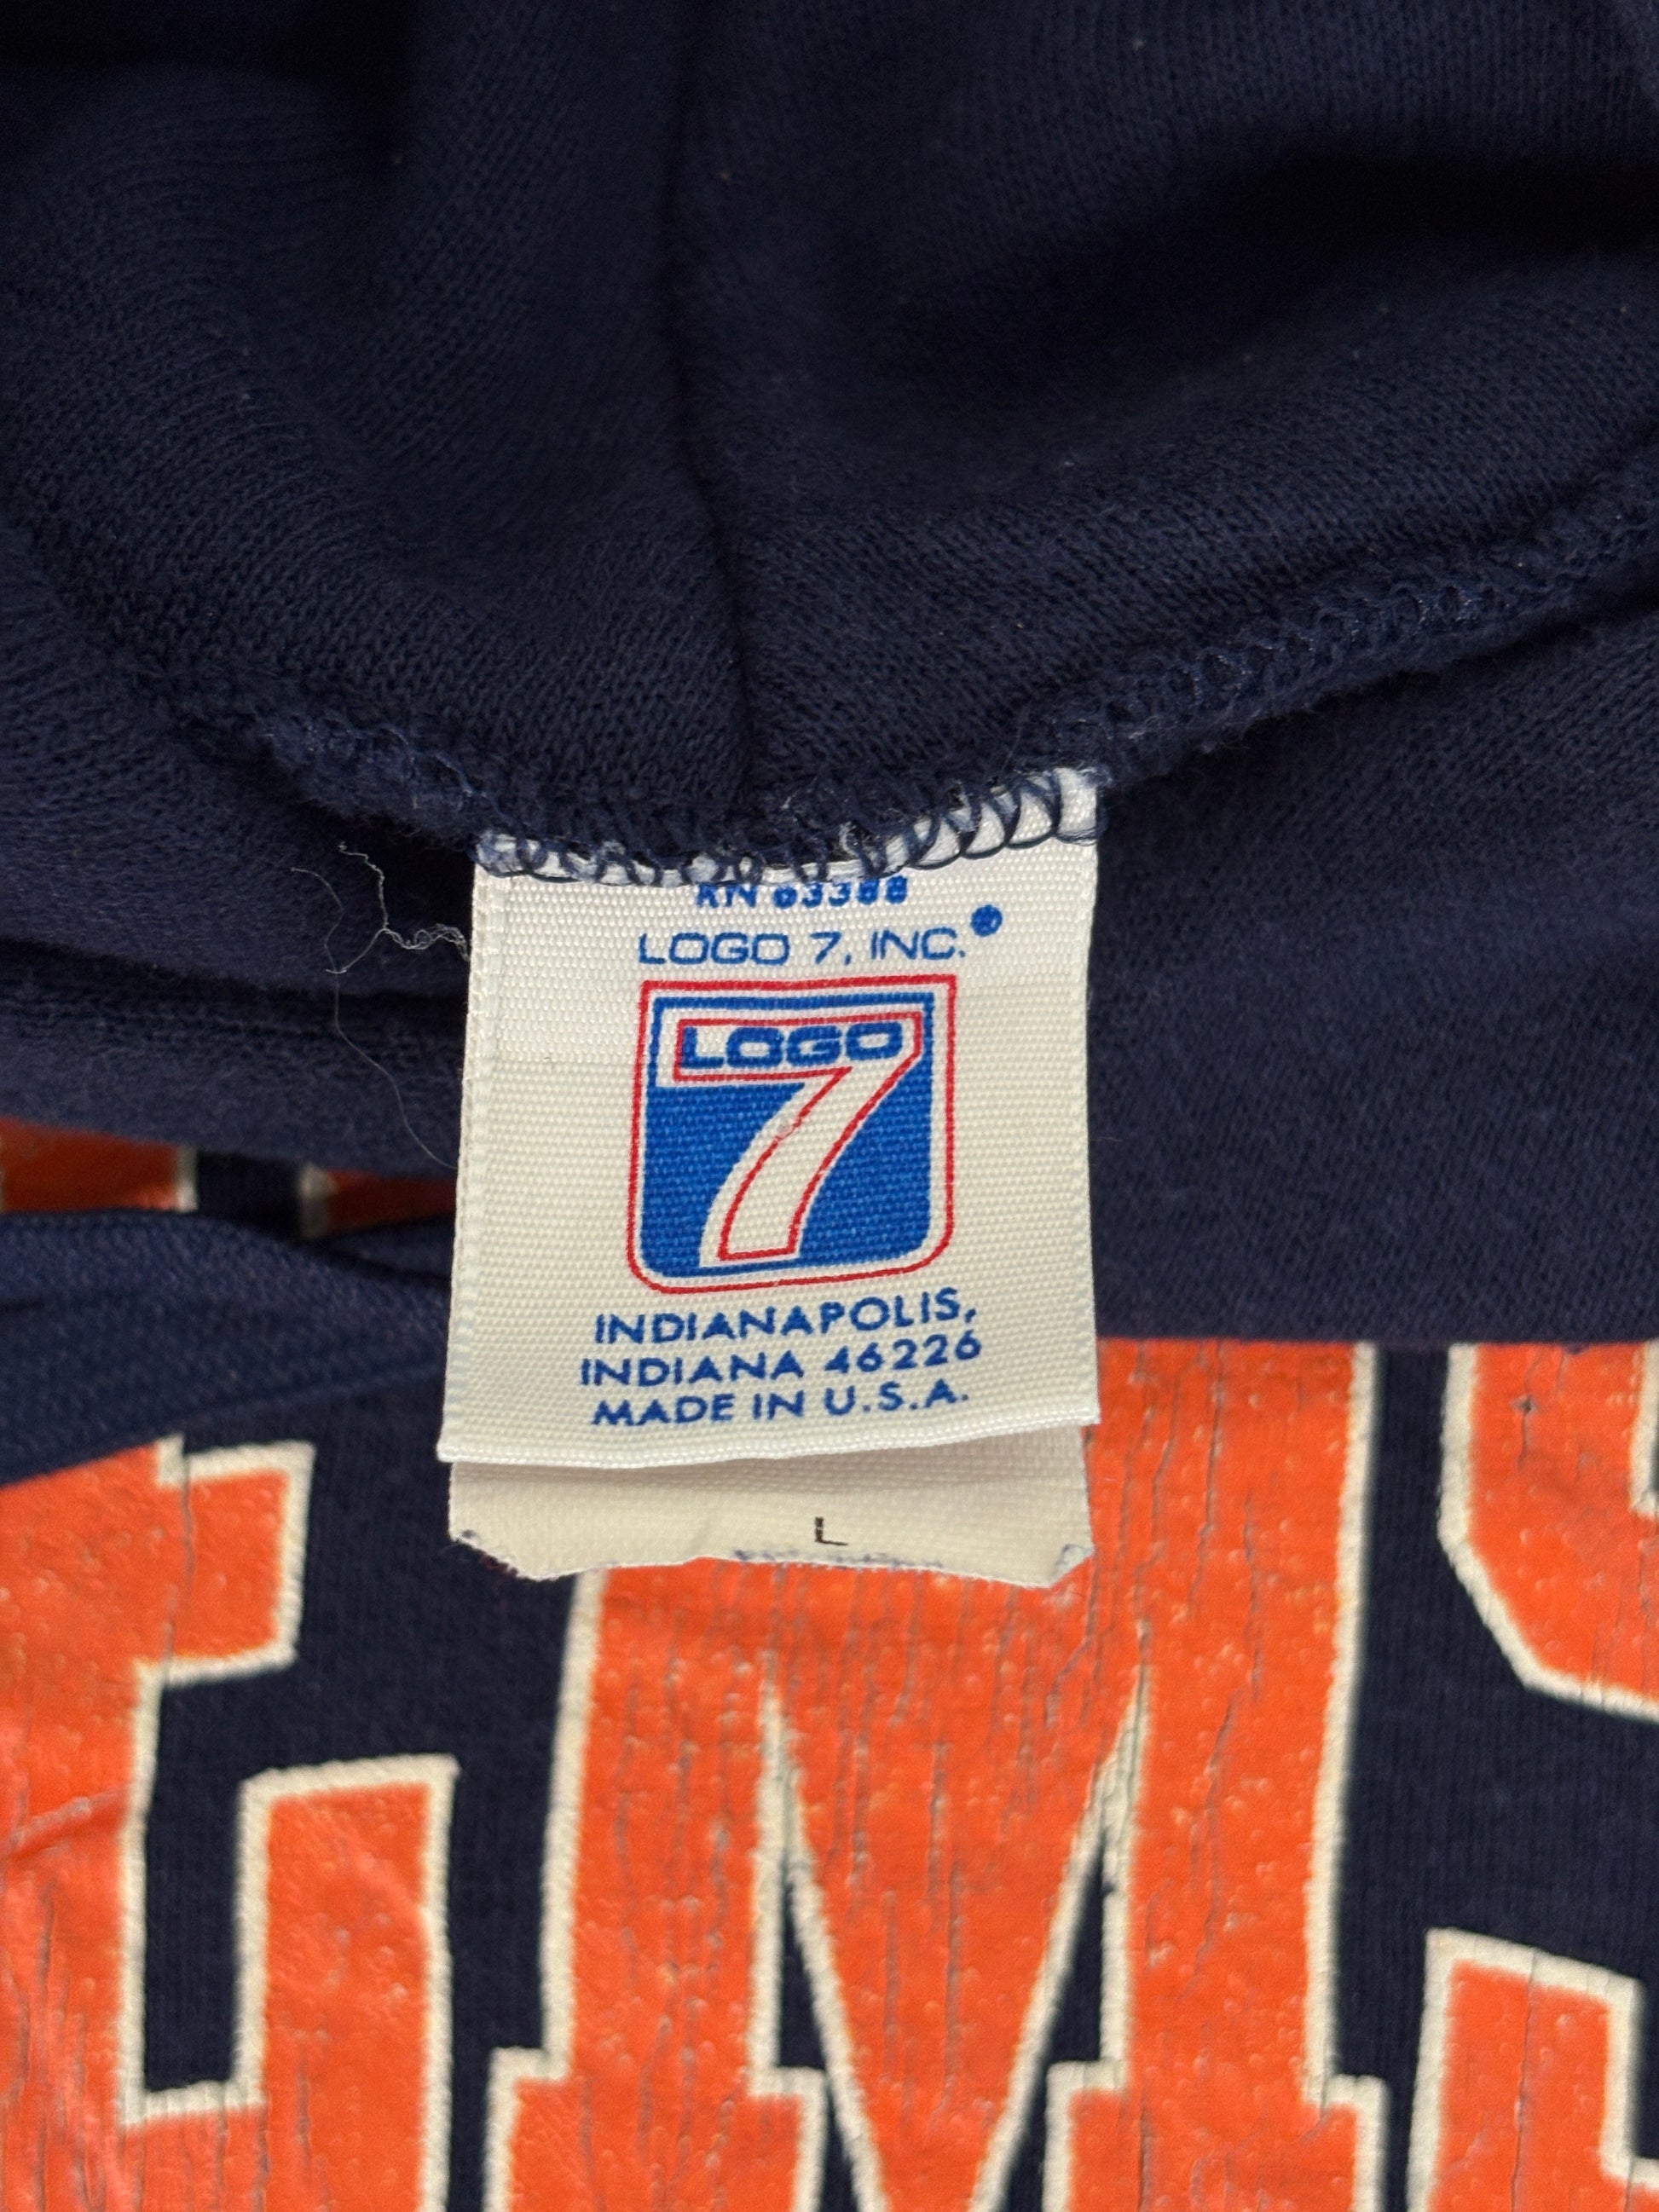 RN 63388
LOGO 7, INC.®
LOGO
7
INDIANAPOLIS,
INDIANA 46226
MADE IN U.S.A.
L